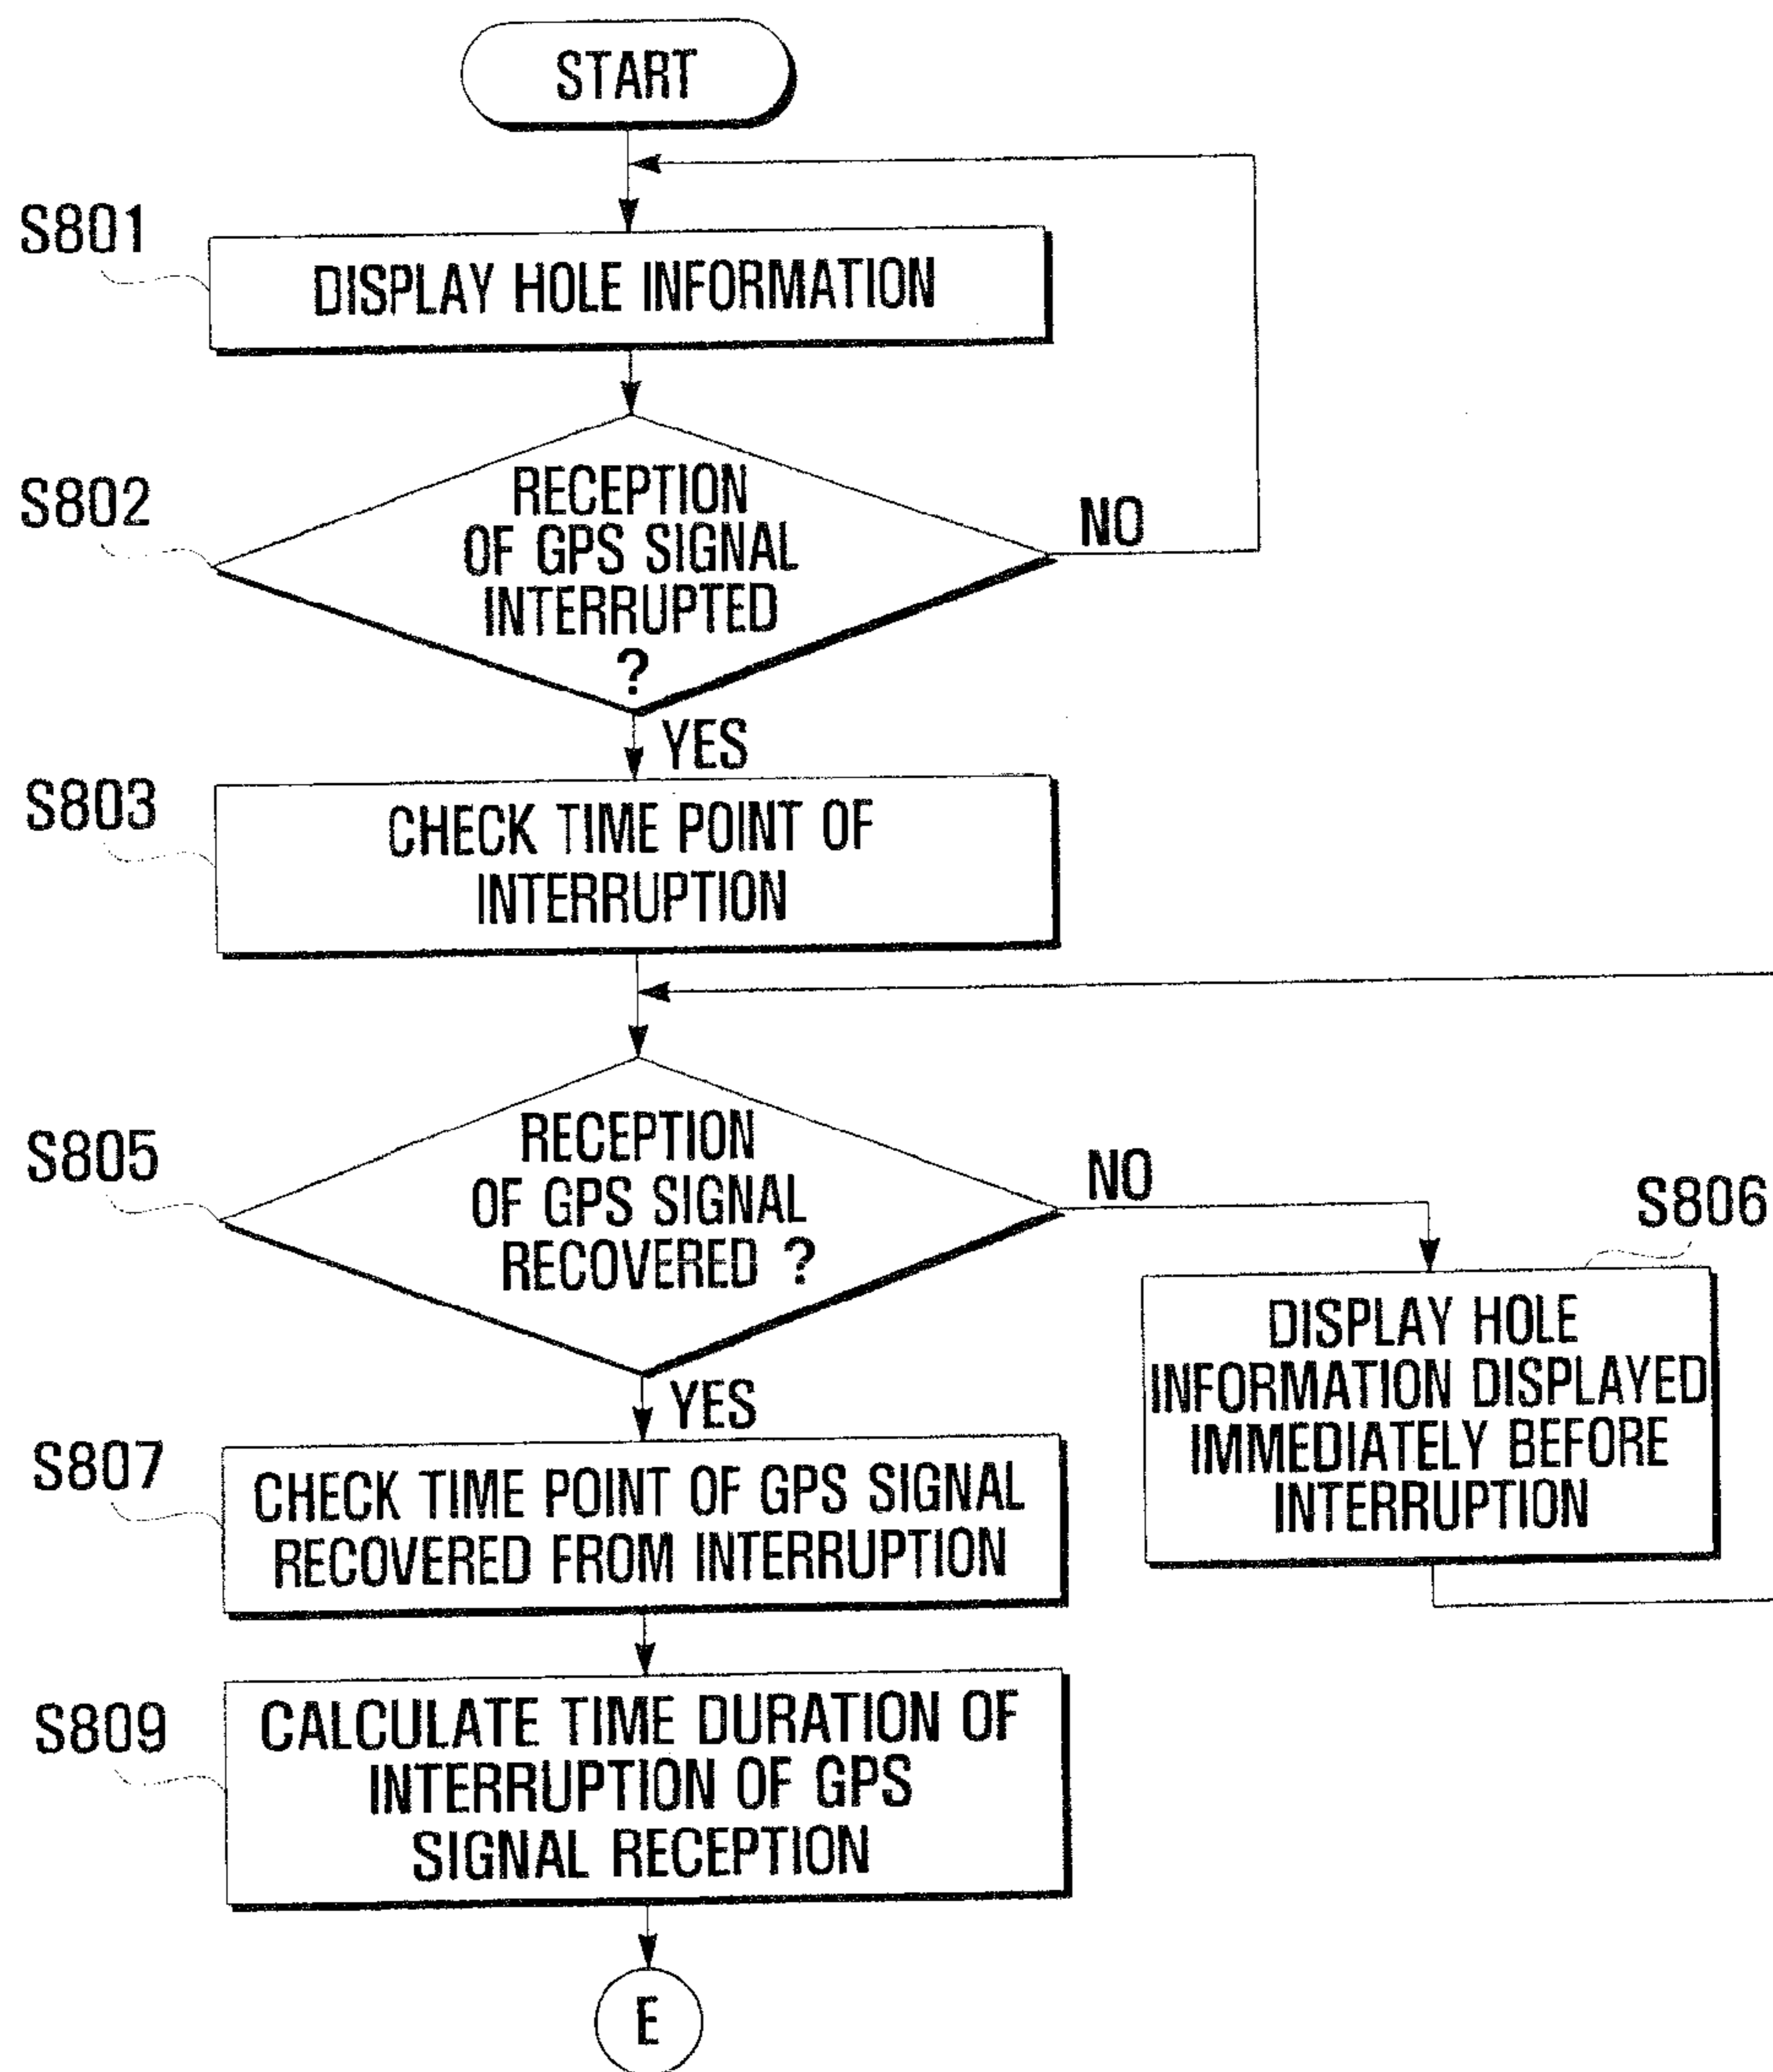 START
S801
DISPLAY HOLE INFORMATION
S802
RECEPTION
OF GPS SIGNAL
INTERRUPTED
?
NO
YES
S803
CHECK TIME POINT OF
INTERRUPTION
S805
RECEPTION
OF GPS SIGNAL
RECOVERED ?
NO
S806
DISPLAY HOLE
INFORMATION DISPLAYED
IMMEDIATELY BEFORE
INTERRUPTION
YES
S807
CHECK TIME POINT OF GPS SIGNAL
RECOVERED FROM INTERRUPTION
S809
CALCULATE TIME DURATION OF
INTERRUPTION OF GPS
SIGNAL RECEPTION
E